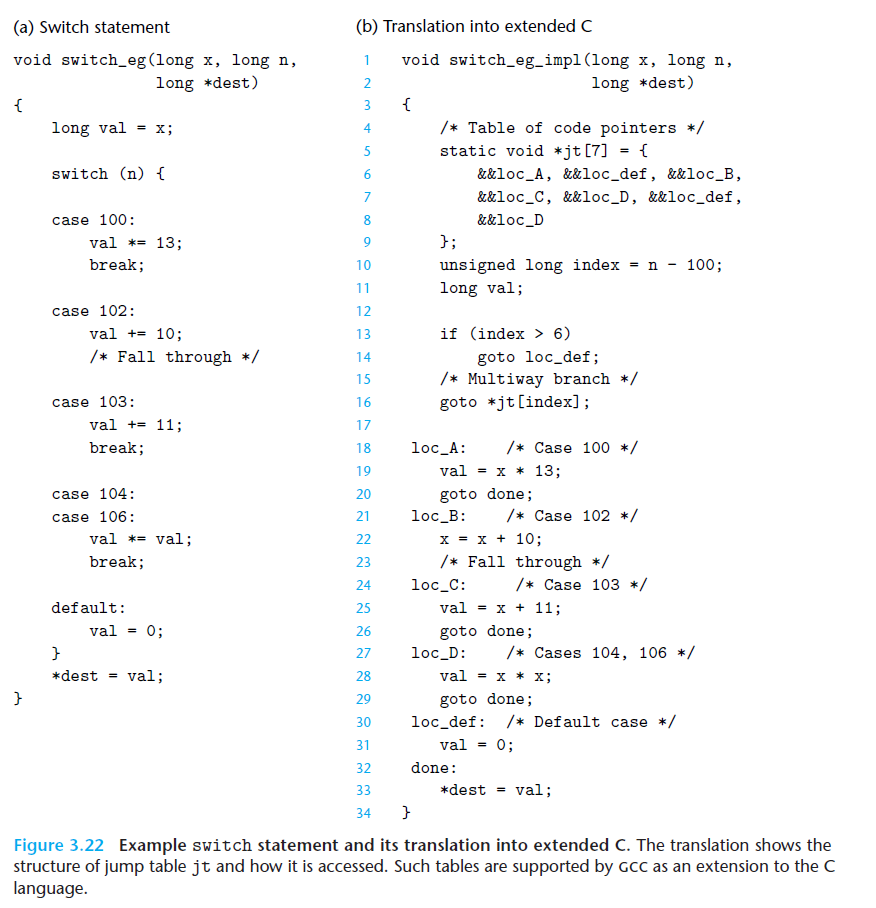 (a) Switch statement
void switch_eg(long x, long n,
               long *dest)
{
    long val = x;

    switch (n) {

    case 100:
        val *= 13;
        break;

    case 102:
        val += 10;
        /* Fall through */

    case 103:
        val += 11;
        break;

    case 104:
    case 106:
        val *= val;
        break;

    default:
        val = 0;
    }
    *dest = val;
}
(b) Translation into extended C
1   void switch_eg_impl(long x, long n,
2                       long *dest)
3   {
4       /* Table of code pointers */
5       static void *jt[7] = {
6           &&loc_A, &&loc_def, &&loc_B,
7           &&loc_C, &&loc_D, &&loc_def,
8           &&loc_D
9       };
10      unsigned long index = n - 100;
11      long val;
12
13      if (index > 6)
14          goto loc_def;
15      /* Multiway branch */
16      goto *jt[index];
17
18   loc_A:    /* Case 100 */
19      val = x * 13;
20      goto done;
21   loc_B:    /* Case 102 */
22      x = x + 10;
23      /* Fall through */
24   loc_C:     /* Case 103 */
25      val = x + 11;
26      goto done;
27   loc_D:    /* Cases 104, 106 */
28      val = x * x;
29      goto done;
30   loc_def:  /* Default case */
31      val = 0;
32   done:
33      *dest = val;
34  }
Figure 3.22 Example switch statement and its translation into extended C. The translation shows the
structure of jump table jt and how it is accessed. Such tables are supported by GCC as an extension to the C
language.